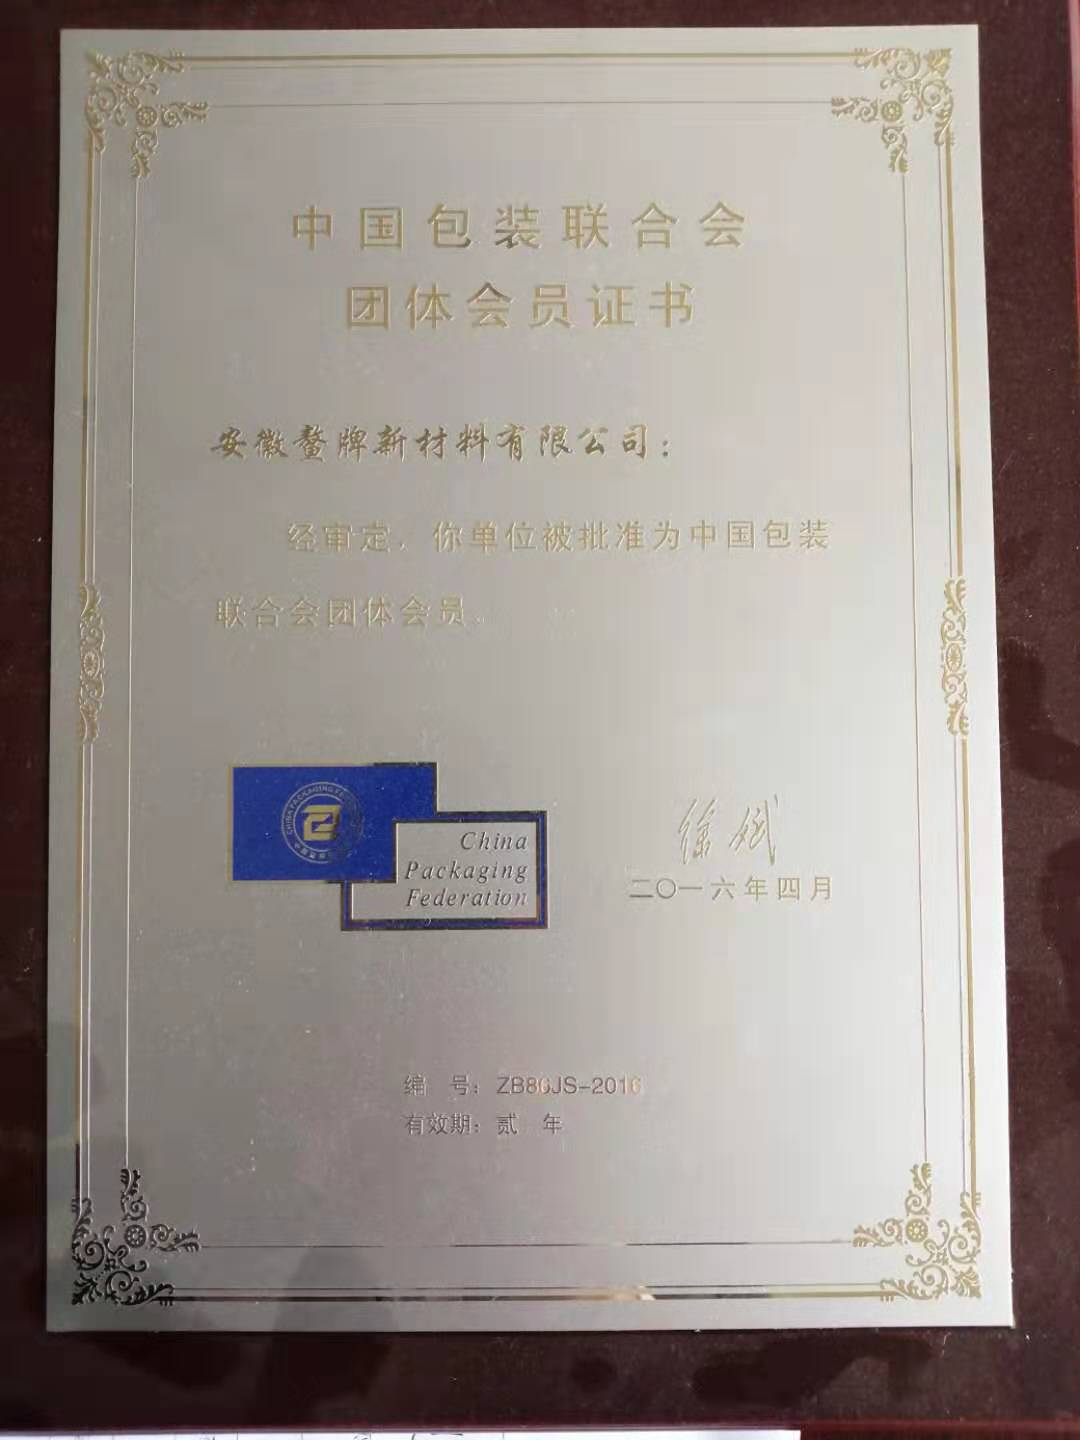 中国包装联合会
团体会员证书
安徽鳌牌新材料有限公司：
经审定，你单位被批准为中国包装
联合会团体会员。
China
Packaging
Federation
徐斌
二〇一六年四月
编 号：ZB86JS-2016
有效期：贰 年